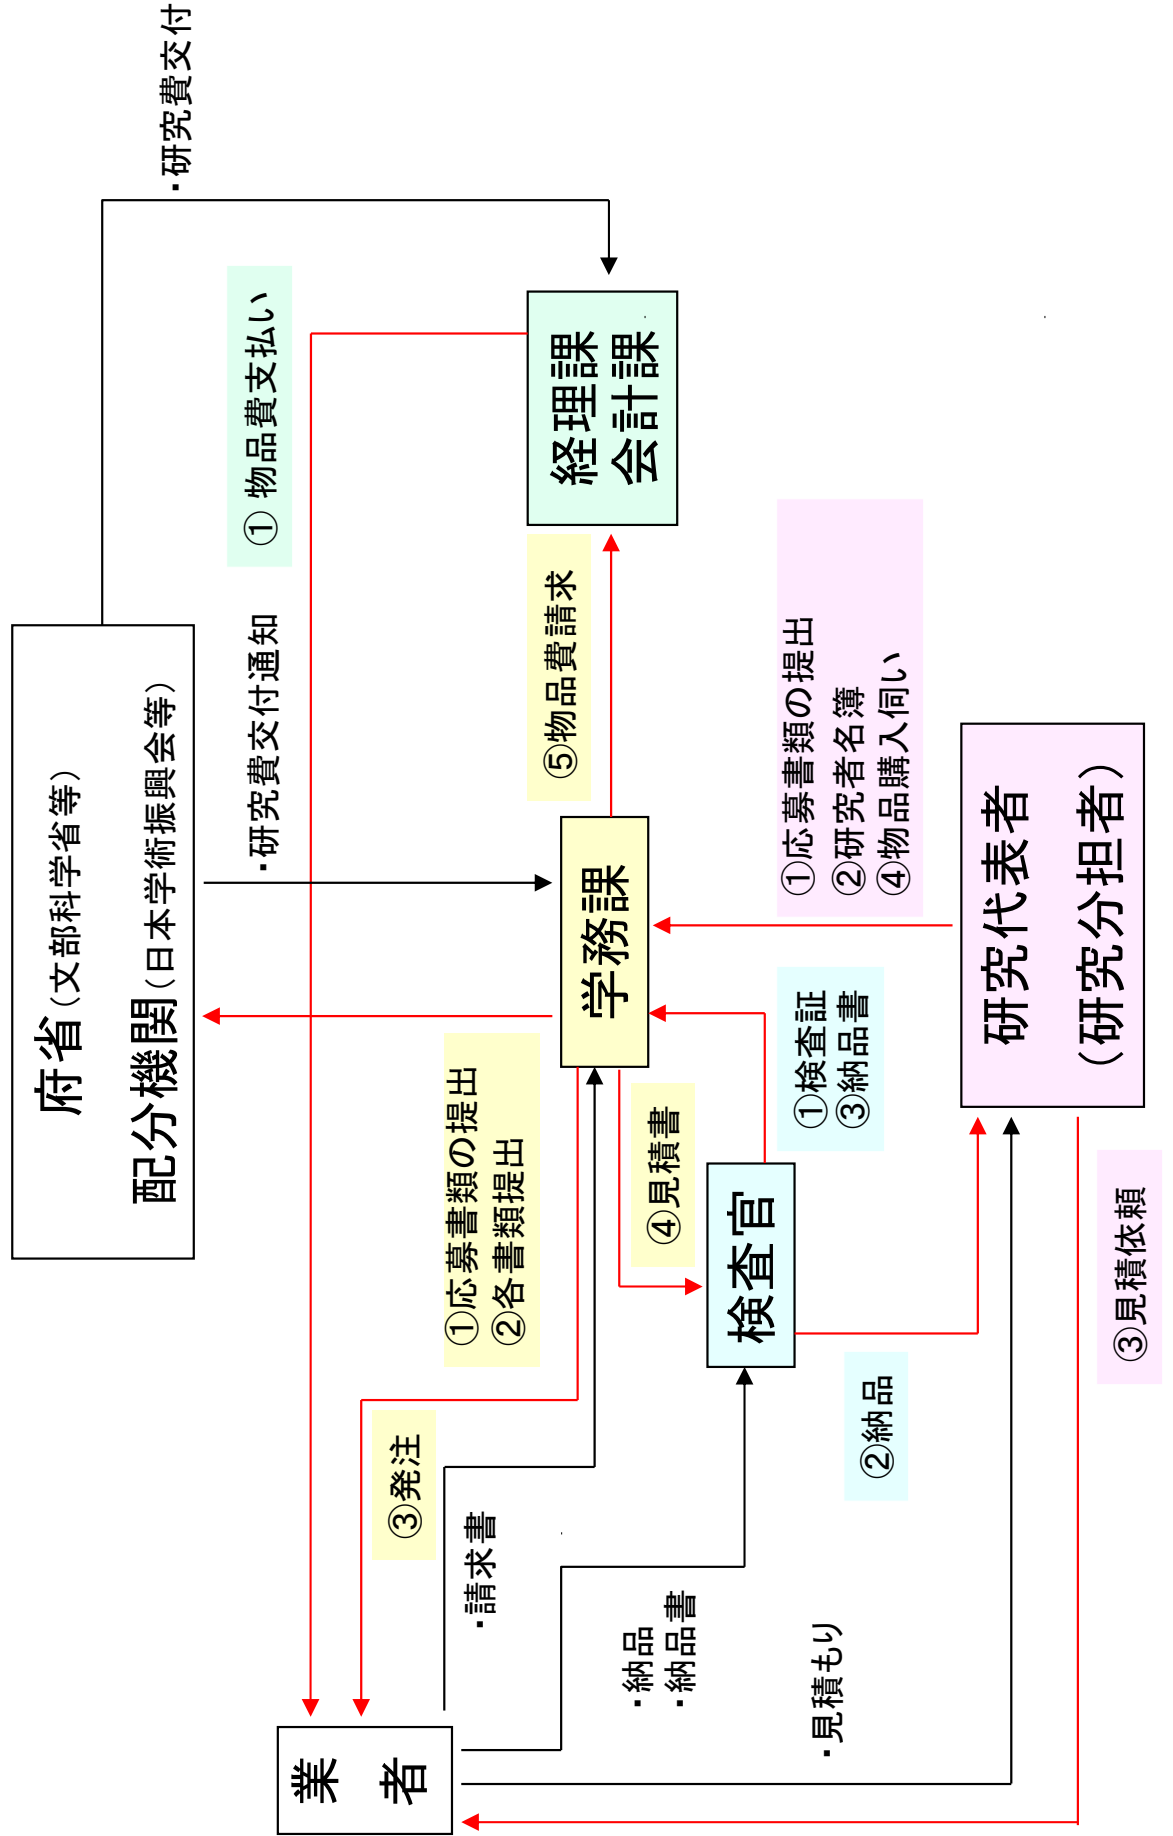 府省（文部科学省等）
配分機関（日本学術振興会等）
・研究費交付
① 物品費支払い
・研究費交付通知
業
者
③発注
・請求書
①応募書類の提出
②各書類提出
学務課
⑤物品費請求
経理課
会計課
④見積書
・納品
・納品書
検査官
①検査証
③納品書
①応募書類の提出
②研究者名簿
④物品購入伺い
・見積もり
②納品
研究代表者
（研究分担者）
③見積依頼